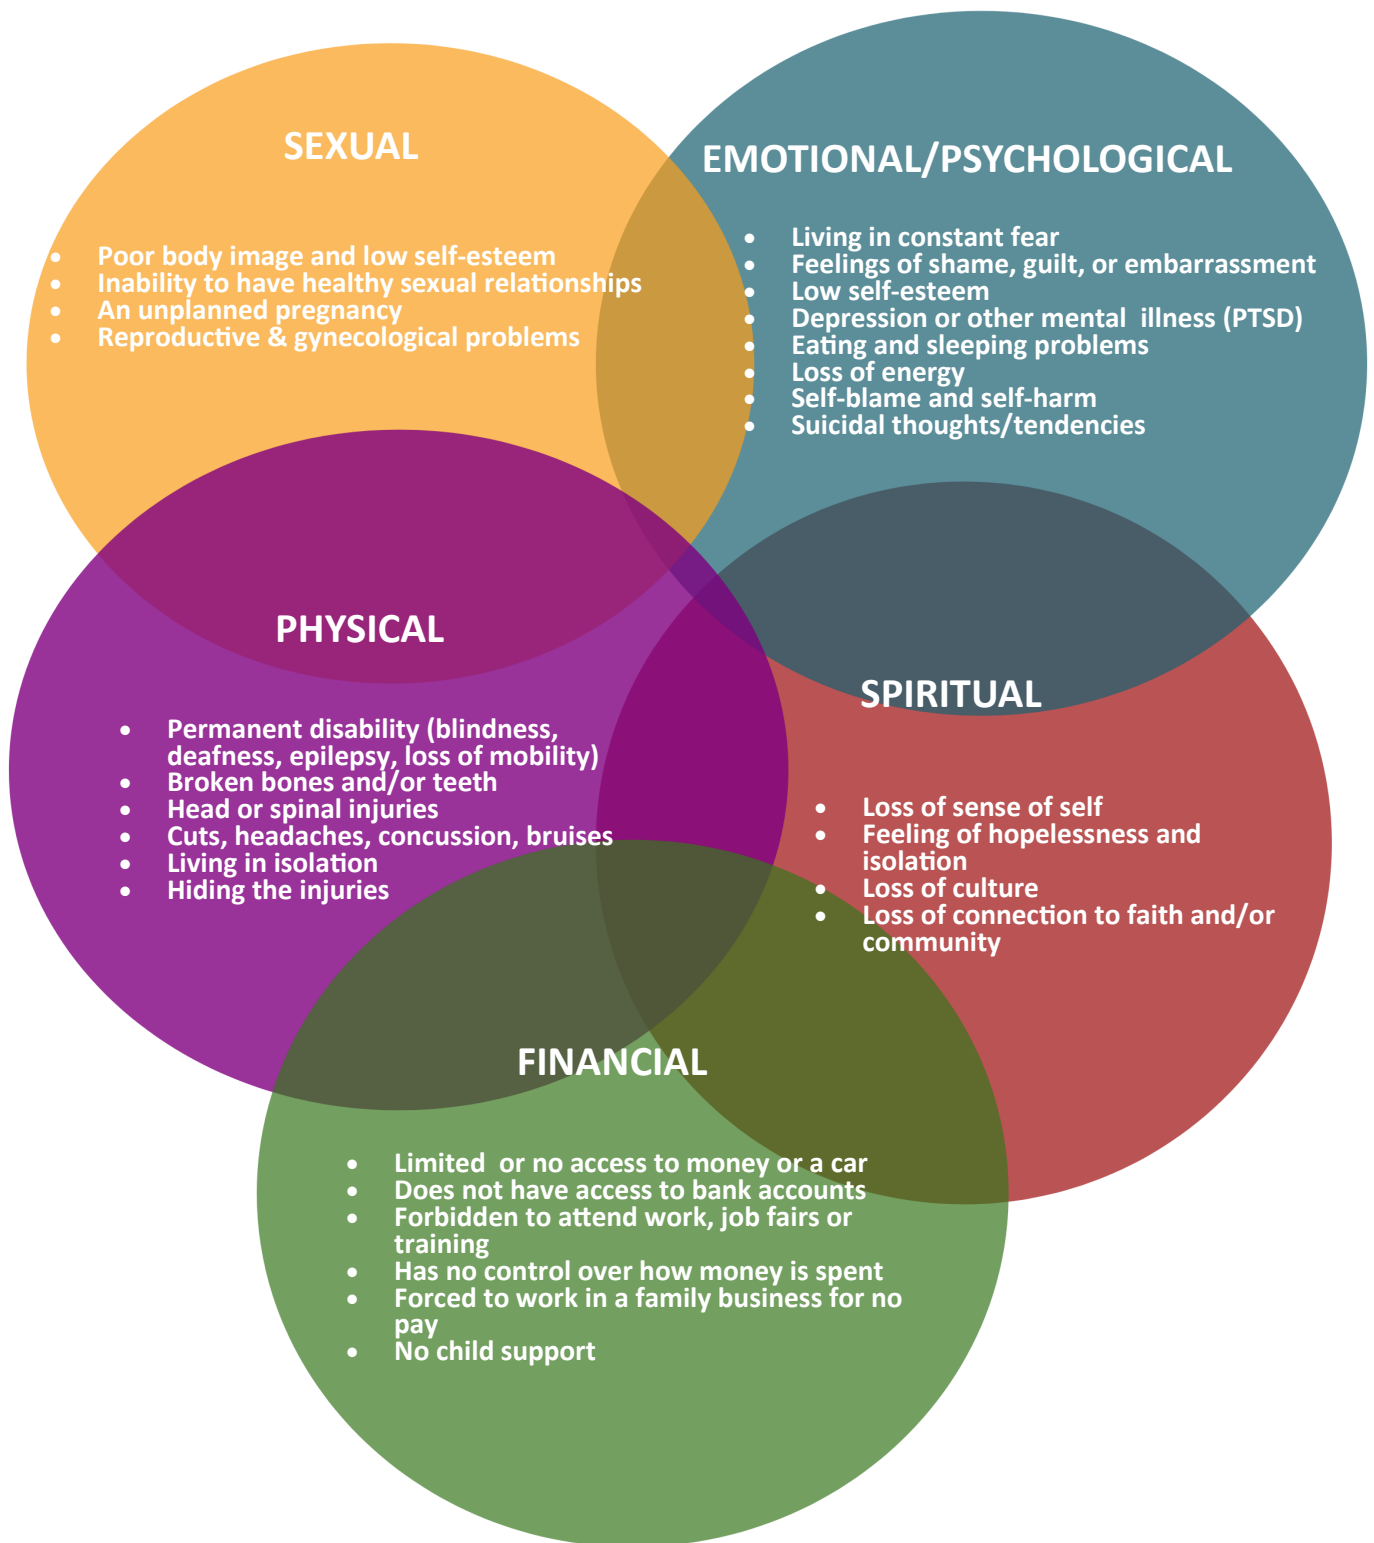 SEXUAL
• Poor body image and low self-esteem
• Inability to have healthy sexual relationships
• An unplanned pregnancy
• Reproductive & gynecological problems
EMOTIONAL/PSYCHOLOGICAL
• Living in constant fear
• Feelings of shame, guilt, or embarrassment
• Low self-esteem
• Depression or other mental  illness (PTSD)
• Eating and sleeping problems
• Loss of energy
• Self-blame and self-harm
• Suicidal thoughts/tendencies
PHYSICAL
• Permanent disability (blindness,
deafness, epilepsy, loss of mobility)
• Broken bones and/or teeth
• Head or spinal injuries
• Cuts, headaches, concussion, bruises
• Living in isolation
• Hiding the injuries
SPIRITUAL
• Loss of sense of self
• Feeling of hopelessness and
isolation
• Loss of culture
• Loss of connection to faith and/or
community
FINANCIAL
• Limited  or no access to money or a car
• Does not have access to bank accounts
• Forbidden to attend work, job fairs or
training
• Has no control over how money is spent
• Forced to work in a family business for no
pay
• No child support